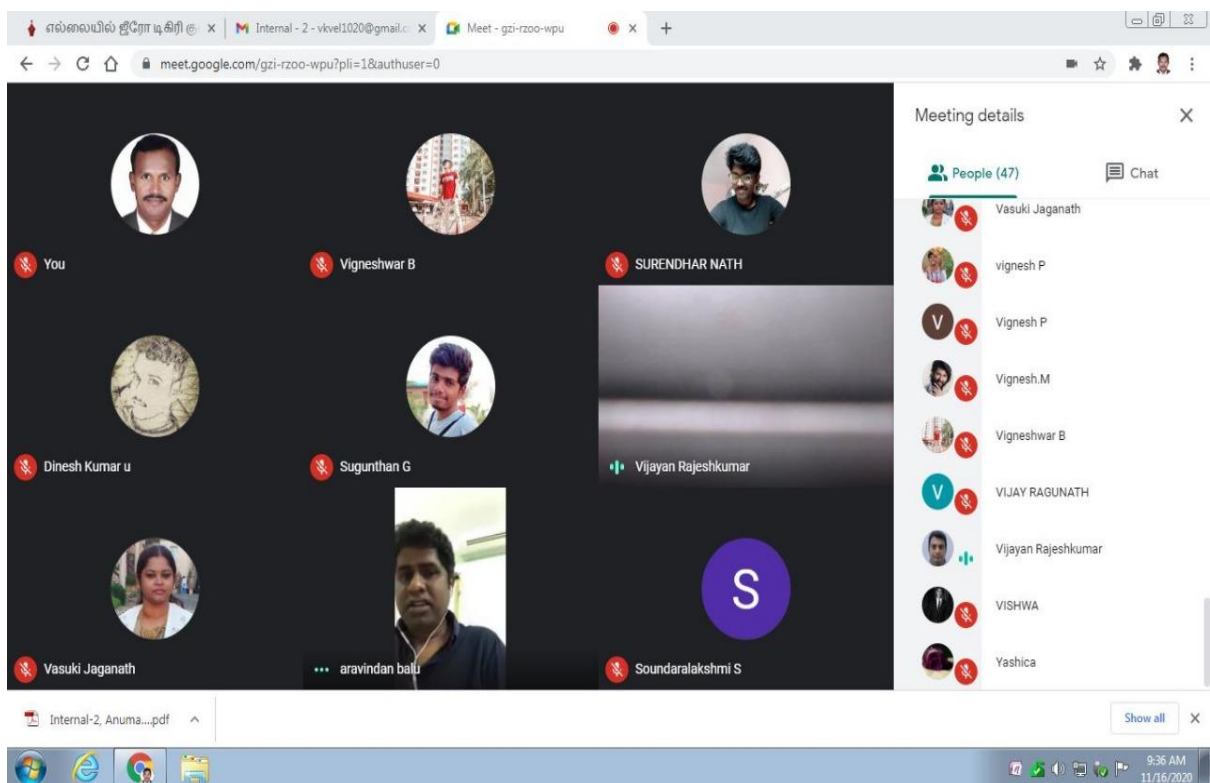 எல்லையில் ஜீரோ டிகிரி கு
Internal - 2 - vkvel1020@gmail.c
Meet - gzi-rzoo-wpu
meet.google.com/gzi-rzoo-wpu?pli=1&authuser=0
Meeting details
People (47)
Chat
You
Vigneshwar B
SURENDHAR NATH
Dinesh Kumar u
Sugunthan G
Vijayan Rajeshkumar
Vasuki Jaganath
aravindan balu
S
Soundaralakshmi S
Vasuki Jaganath
vignesh P
V
Vignesh P
Vignesh.M
Vigneshwar B
V
VIJAY RAGUNATH
Vijayan Rajeshkumar
VISHWA
Yashica
Internal-2, Anuma....pdf
Show all
9:36 AM
11/16/2020